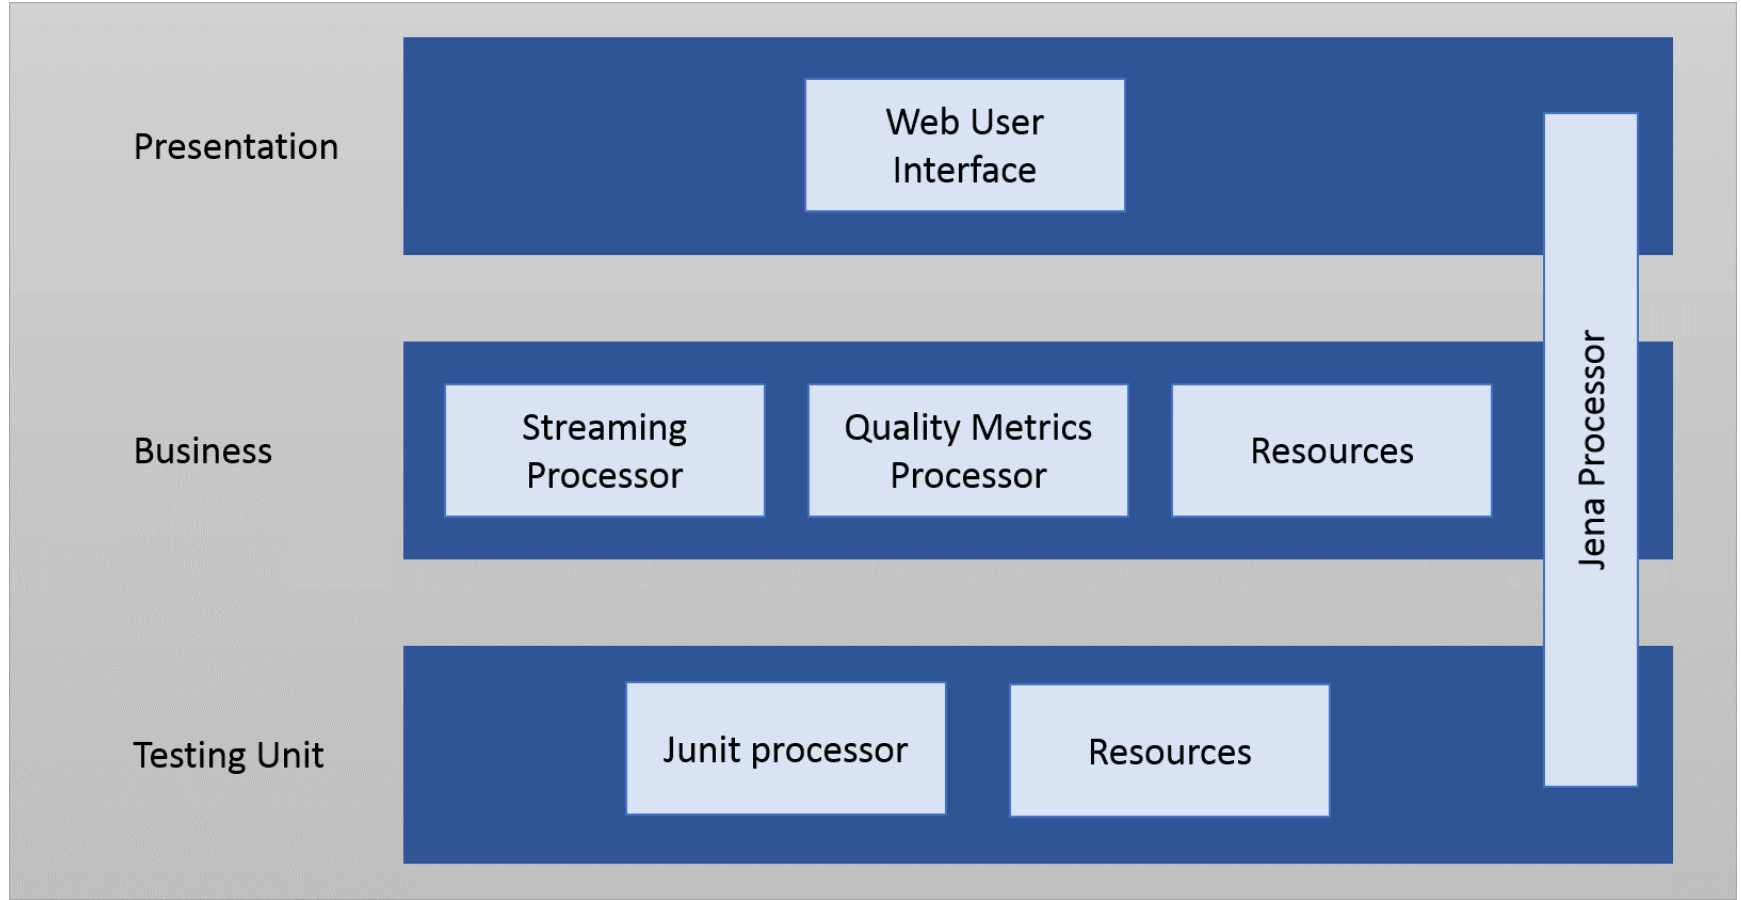 Presentation
Web User
Interface
Business
Streaming
Processor
Quality Metrics
Processor
Resources
Jena Processor
Testing Unit
Junit processor
Resources